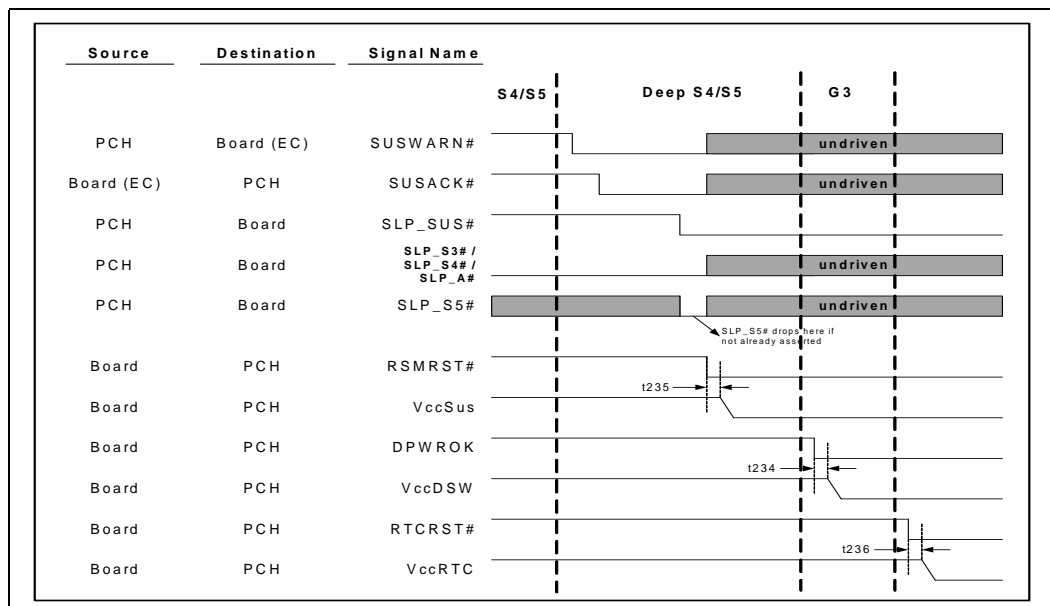 Source Destination Signal Name
S4/S5 Deep S4/S5 G3
PCH Board (EC) SUSWARN# undriven
Board (EC) PCH SUSACK# undriven
PCH Board SLP_SUS#
SLP_S3# /
SLP_S4# /
SLP_A#
PCH Board undriven
PCH Board SLP_S5# undriven
SLP_S5# drops here if
not already asserted
Board PCH RSMRST#
t235
Board PCH VccSus
Board PCH DPWROK
t234
Board PCH VccDSW
Board PCH RTCRST#
t236
Board PCH VccRTC